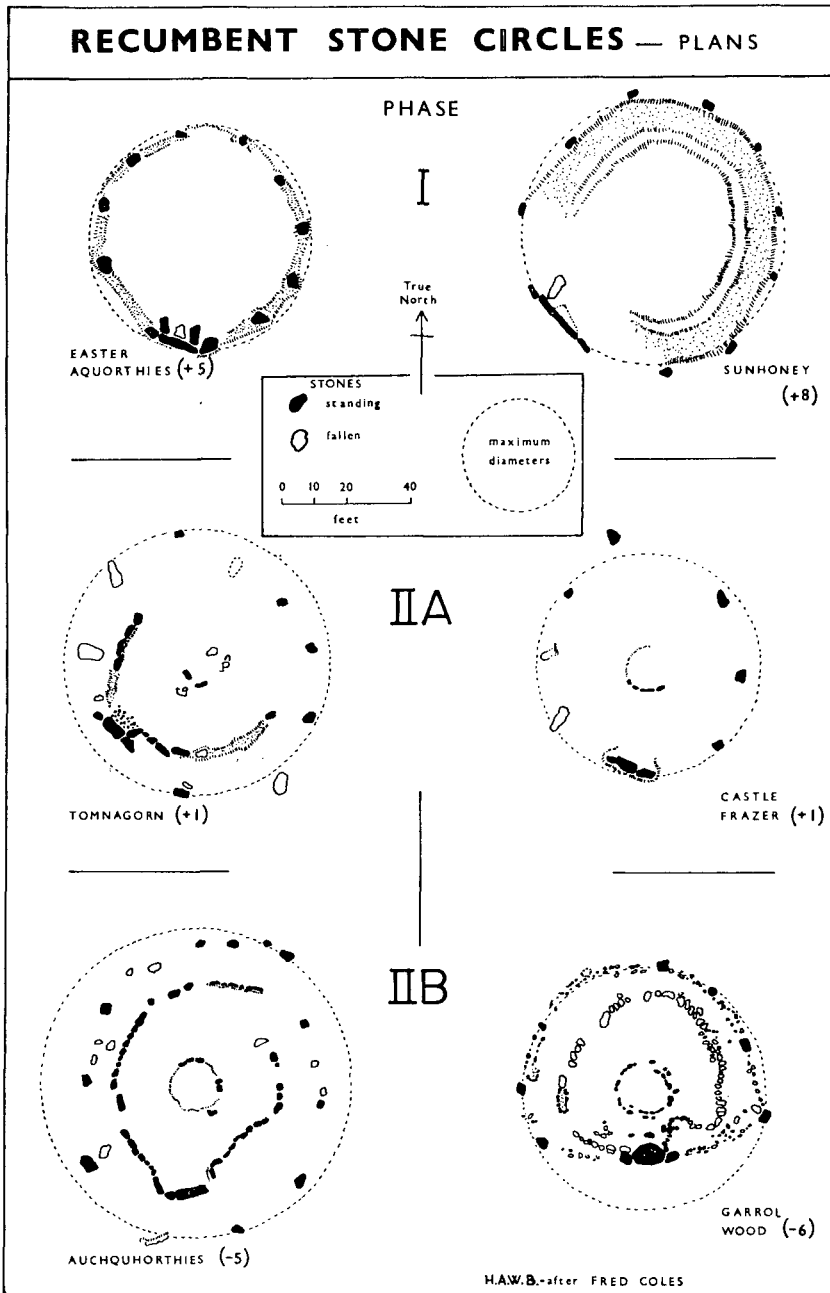 RECUMBENT STONE CIRCLES — PLANS
PHASE
I
True
North
EASTER
AQUORTHIES (+5)
SUNHONEY
(+8)
STONES
standing
fallen
0 10 20 40
feet
maximum
diameters
IIA
TOMNAGORN (+1)
CASTLE
FRAZER (+1)
IIB
AUCHQUHORTHIES (-5)
GARROL
WOOD (-6)
H.A.W.B.-after FRED COLES